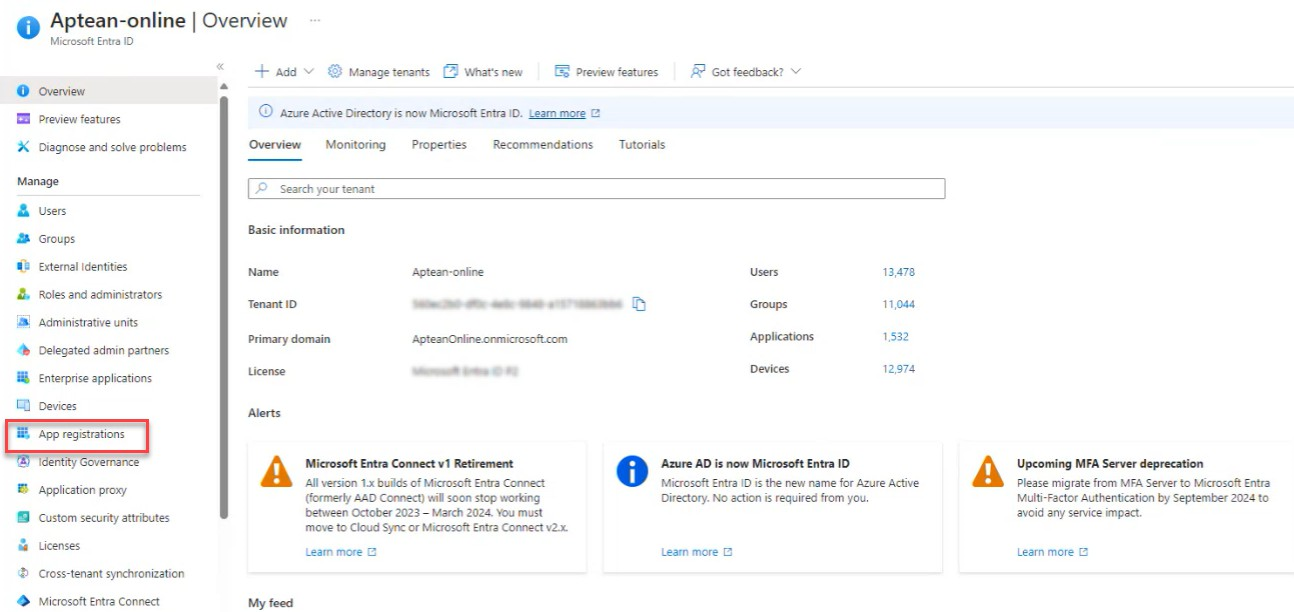 Aptean-online | Overview ...
Microsoft Entra ID
«
Overview
Preview features
Diagnose and solve problems
Manage
Users
Groups
External Identities
Roles and administrators
Administrative units
Delegated admin partners
Enterprise applications
Devices
App registrations
Identity Governance
Application proxy
Custom security attributes
Licenses
Cross-tenant synchronization
Microsoft Entra Connect
Add Manage tenants What's new Preview features Got feedback?
Azure Active Directory is now Microsoft Entra ID. Learn more
Overview Monitoring Properties Recommendations Tutorials
Search your tenant
Basic information
Name Aptean-online Users 13,478
Tenant ID Groups 11,044
Primary domain ApteanOnline.onmicrosoft.com Applications 1,532
License Devices 12,974
Alerts
Microsoft Entra Connect v1 Retirement
All version 1.x builds of Microsoft Entra Connect
(formerly AAD Connect) will soon stop working
between October 2023 – March 2024. You must
move to Cloud Sync or Microsoft Entra Connect v2.x.
Learn more
Azure AD is now Microsoft Entra ID
Microsoft Entra ID is the new name for Azure Active
Directory. No action is required from you.
Learn more
Upcoming MFA Server deprecation
Please migrate from MFA Server to Microsoft Entra
Multi-Factor Authentication by September 2024 to
avoid any service impact.
Learn more
My feed